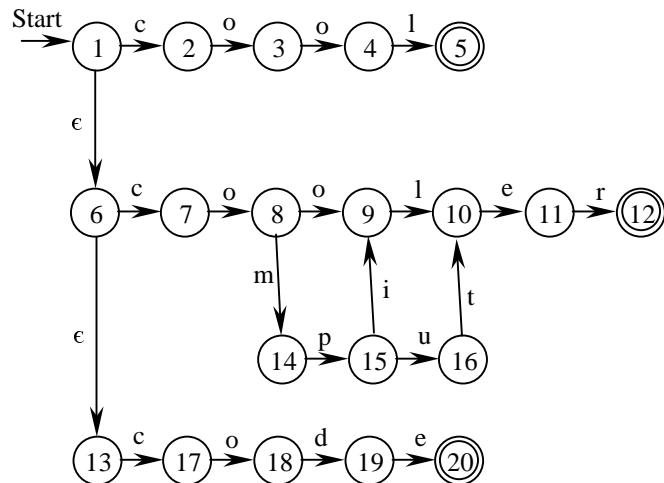 Start
c o o l
1 2 3 4 5
ϵ
c o o l e r
6 7 8 9 10 11 12
m i t
ϵ
p u
14 15 16
c o d e
13 17 18 19 20